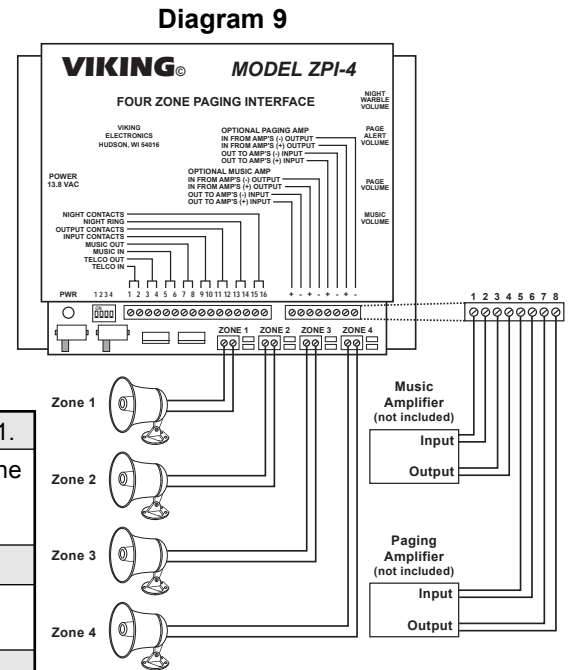 Diagram 9
VIKING©
MODEL ZPI-4
FOUR ZONE PAGING INTERFACE
NIGHT
WARBLE
VOLUME
VIKING
ELECTRONICS
HUDSON, WI 54016
OPTIONAL PAGING AMP
IN FROM AMP'S (-) OUTPUT
IN FROM AMP'S (+) OUTPUT
OUT TO AMP'S (-) INPUT
OUT TO AMP'S (+) INPUT
PAGE
ALERT
VOLUME
POWER
13.8 VAC
OPTIONAL MUSIC AMP
IN FROM AMP'S (-) OUTPUT
IN FROM AMP'S (+) OUTPUT
OUT TO AMP'S (-) INPUT
OUT TO AMP'S (+) INPUT
PAGE
VOLUME
MUSIC
VOLUME
NIGHT CONTACTS
NIGHT RING
OUTPUT CONTACTS
INPUT CONTACTS
MUSIC OUT
MUSIC IN
TELCO OUT
TELCO IN
PWR 1 2 3 4 1 2 3 4 5 6 7 8 9 10 11 12 13 14 15 16 + - + - + - + -
ON
1 2 3 4 5 6 7 8
ZONE 1 ZONE 2 ZONE 3 ZONE 4
Zone 1
Zone 2
Zone 3
Zone 4
Music
Amplifier
(not included)
Input
Output
Paging
Amplifier
(not included)
Input
Output
1.